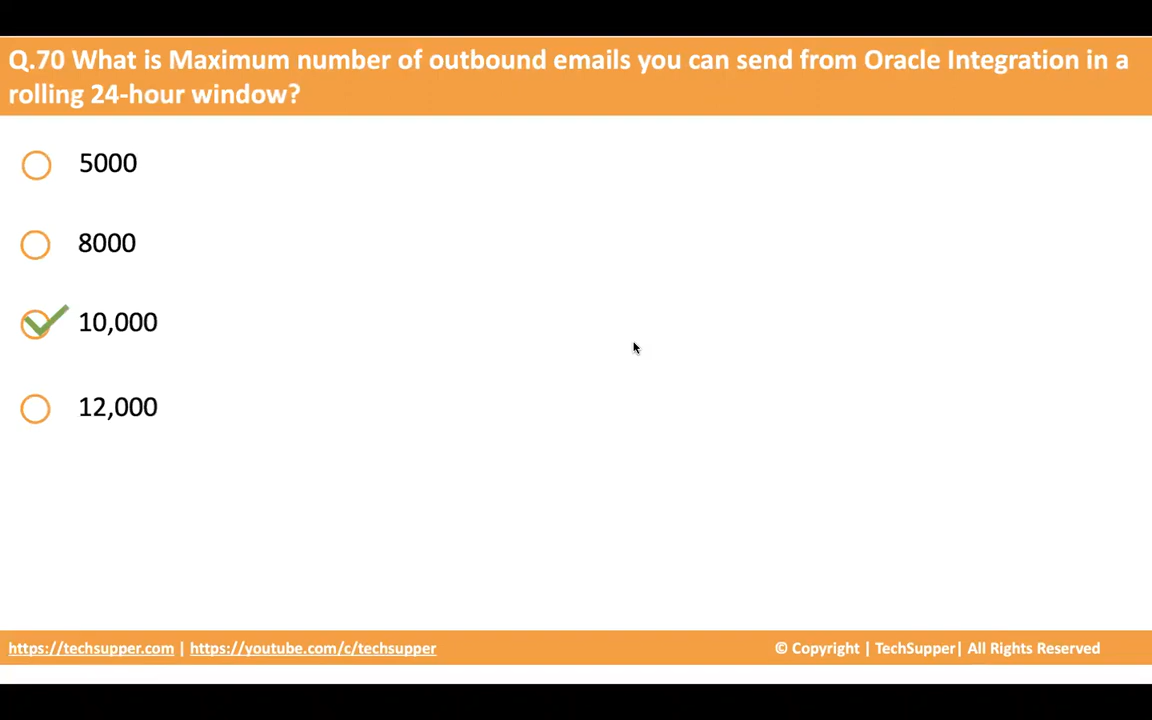 Q.70 What is Maximum number of outbound emails you can send from Oracle Integration in a
rolling 24-hour window?
5000
8000
10,000
12,000
https://techsupper.com | https://youtube.com/c/techsupper
© Copyright | TechSupper| All Rights Reserved